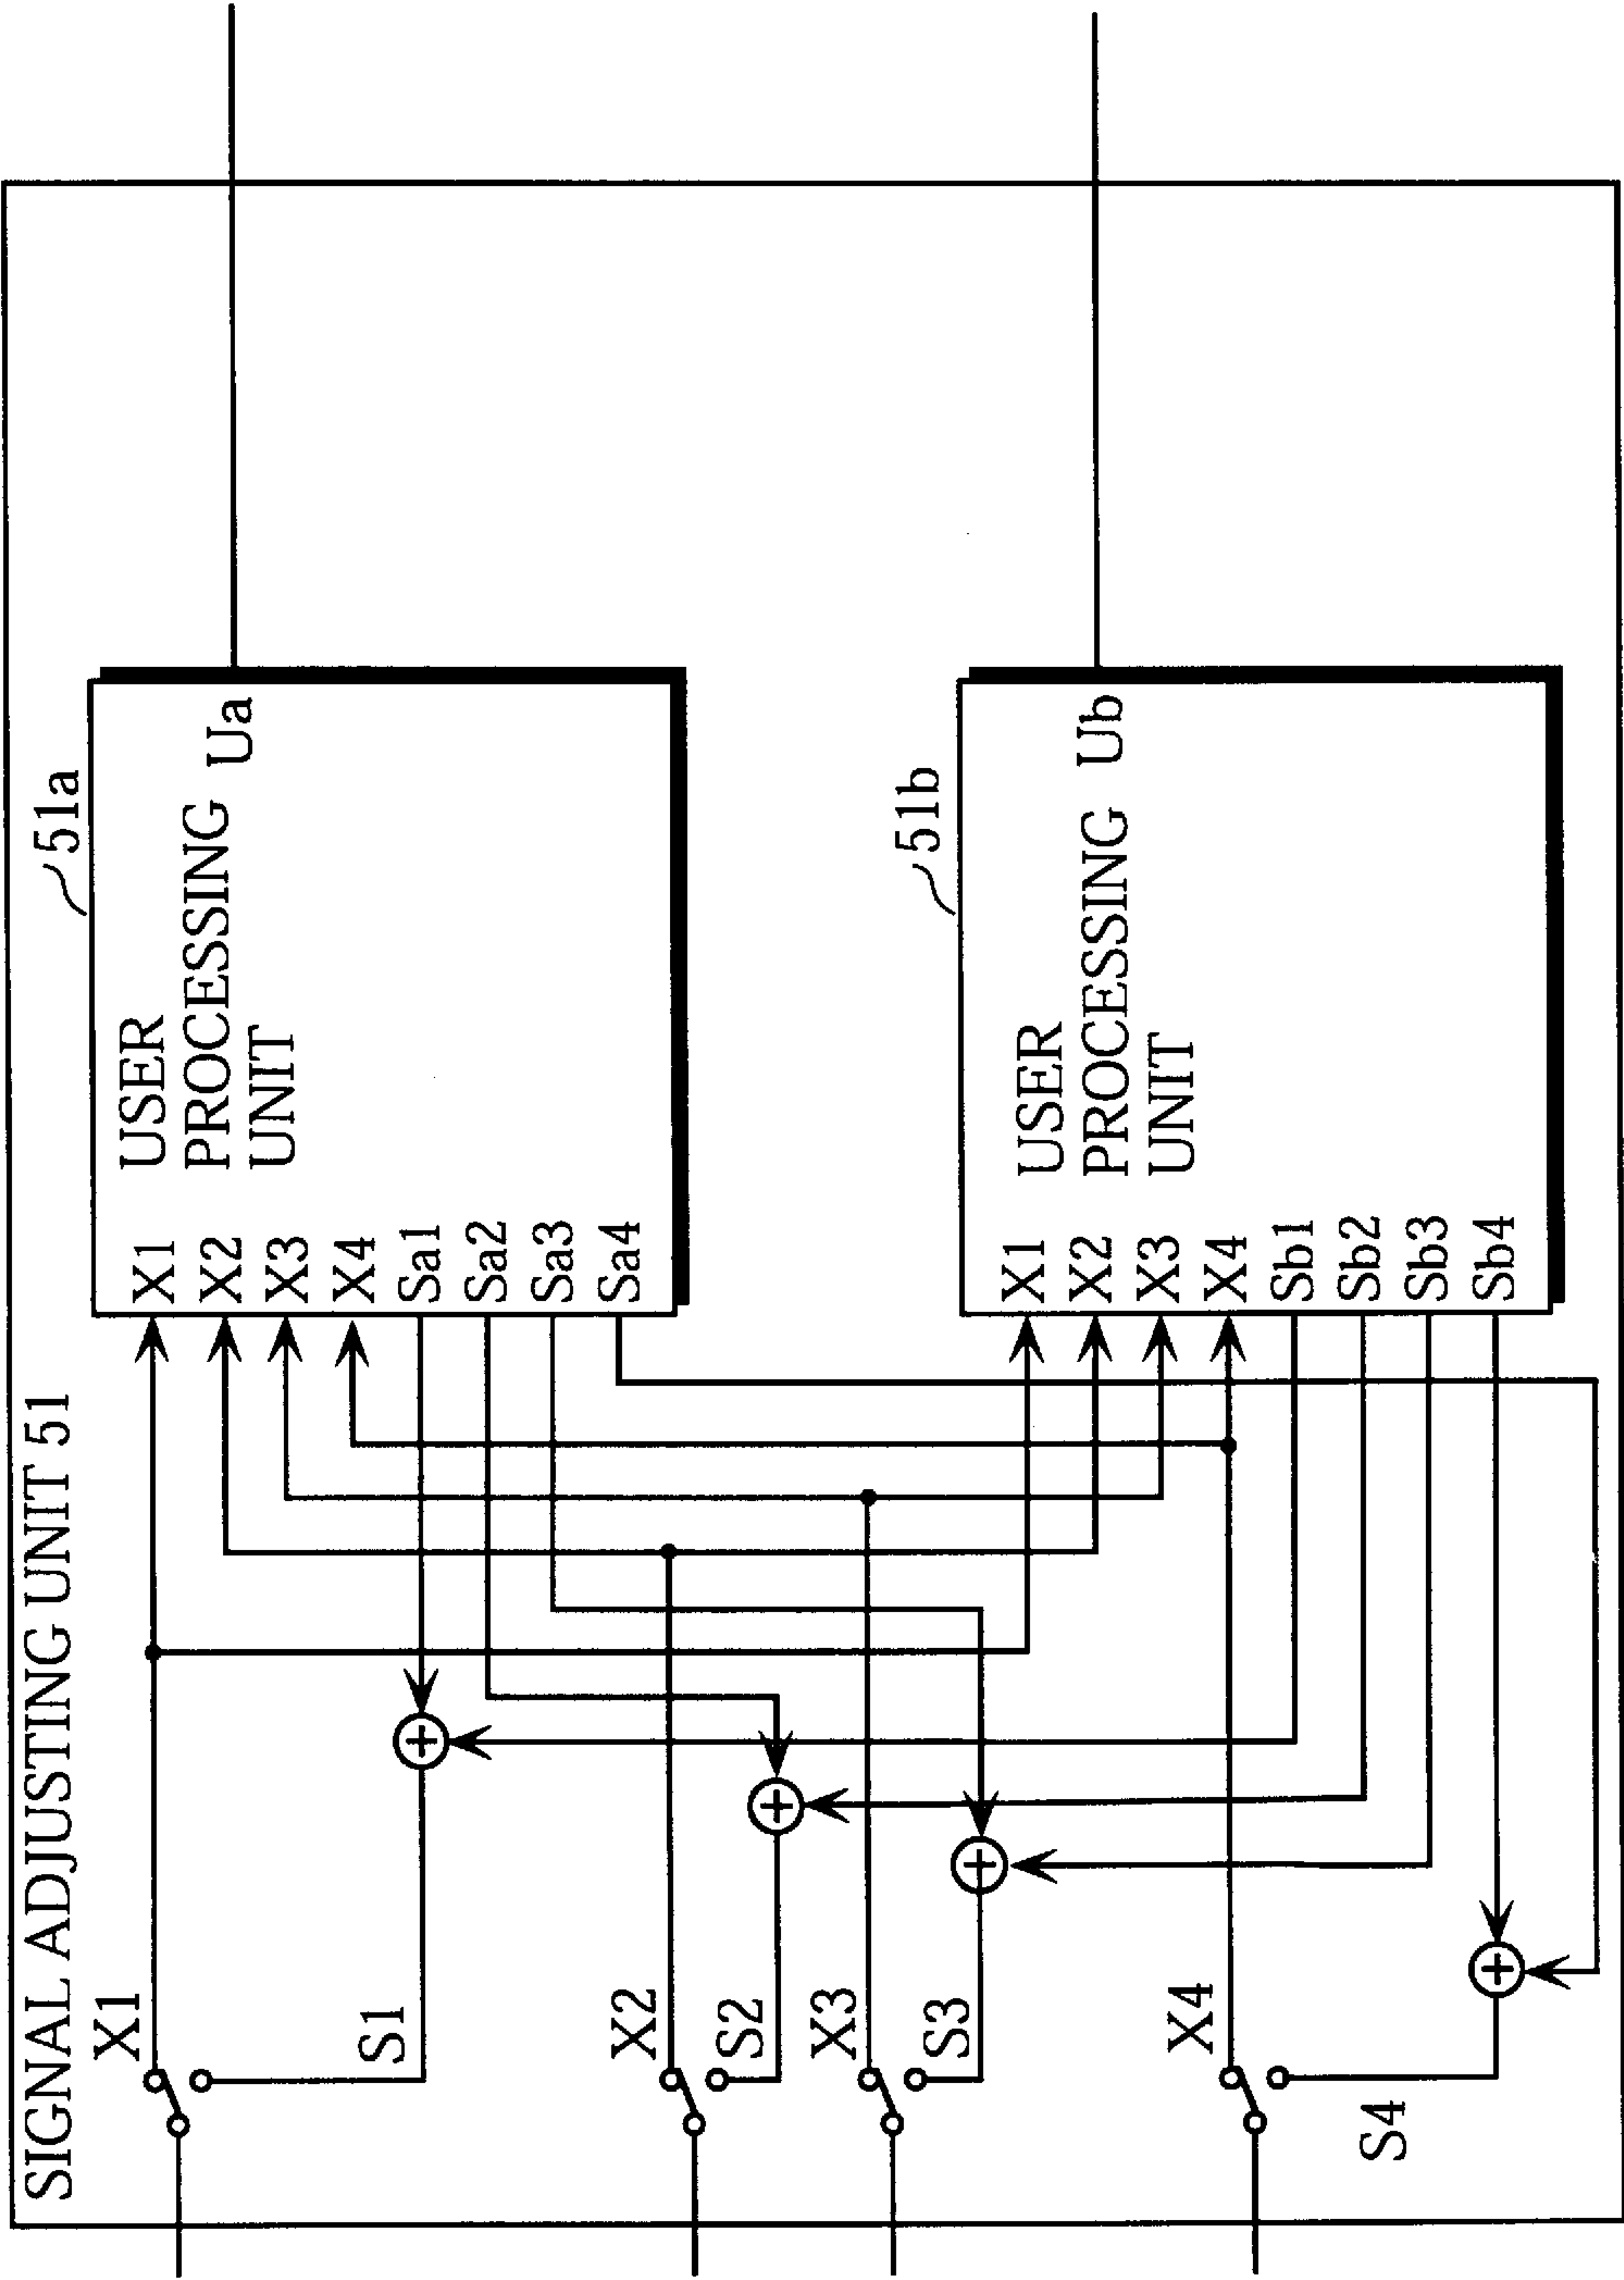 SIGNAL ADJUSTING UNIT 51
51a
X1
USER
PROCESSING
UNIT
Ua
X1
X2
X3
X4
Sa1
Sa2
Sa3
Sa4
S1
X2
S2
X3
S3
51b
USER
PROCESSING
UNIT
Ub
X1
X2
X3
X4
Sb1
Sb2
Sb3
Sb4
X4
S4